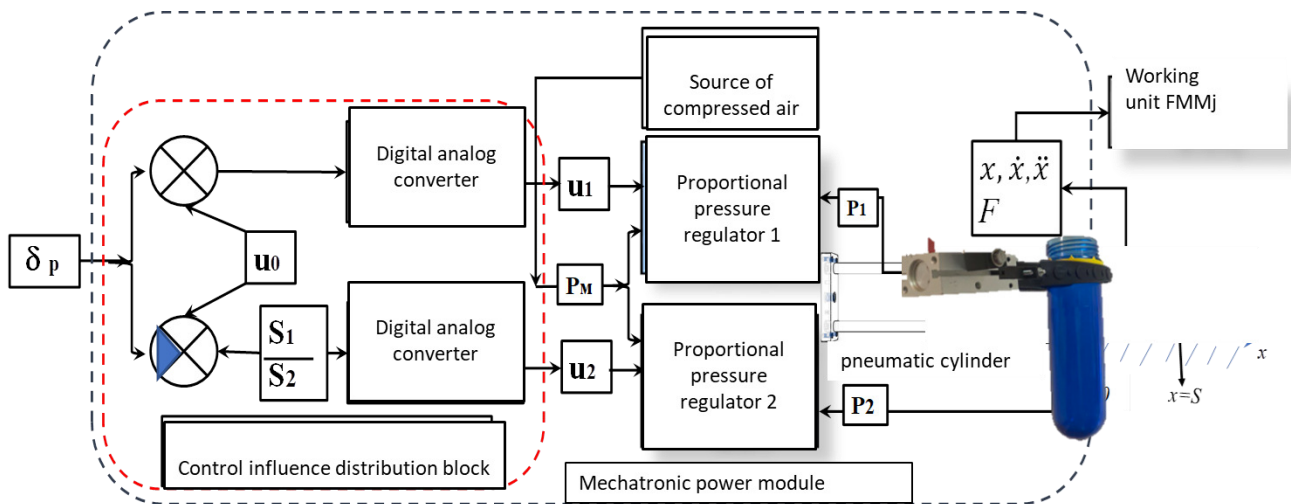 Source of
compressed air
Working
unit FMMj
Digital analog
converter
u1
Proportional
pressure
regulator 1
P1
x, ẋ, ẍ
F
δ p
u0
PM
S1
S2
Digital analog
converter
u2
Proportional
pressure
regulator 2
pneumatic cylinder
x
P2
x=S
Control influence distribution block
Mechatronic power module